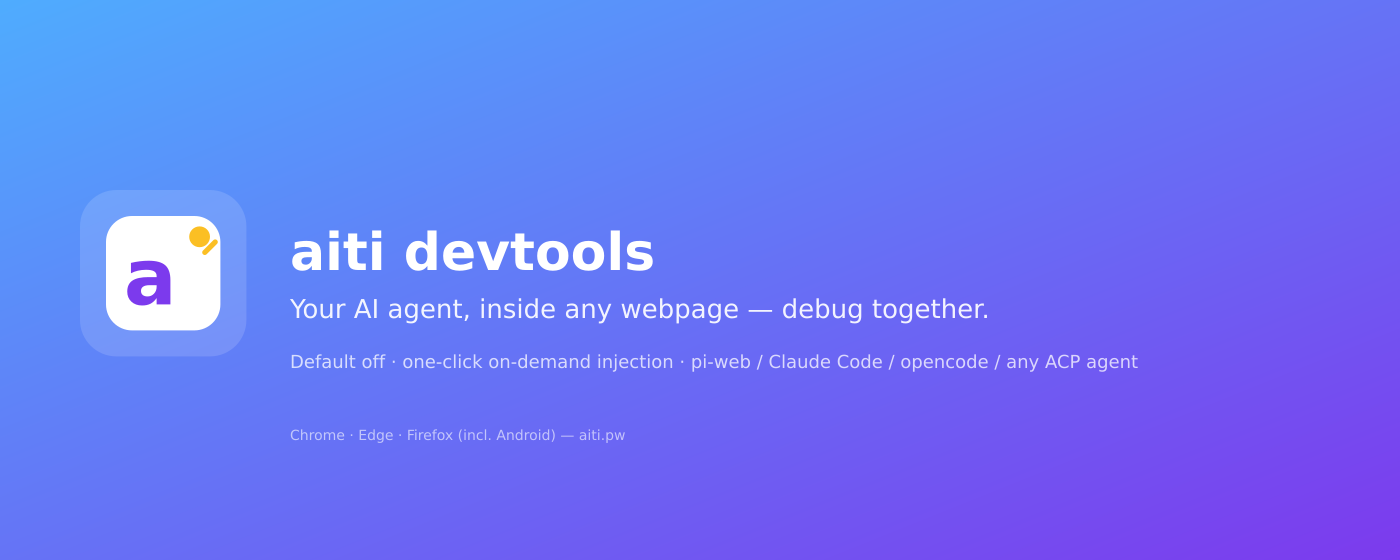 a
aiti devtools
Your AI agent, inside any webpage — debug together.
Default off · one-click on-demand injection · pi-web / Claude Code / opencode / any ACP agent
Chrome · Edge · Firefox (incl. Android) — aiti.pw